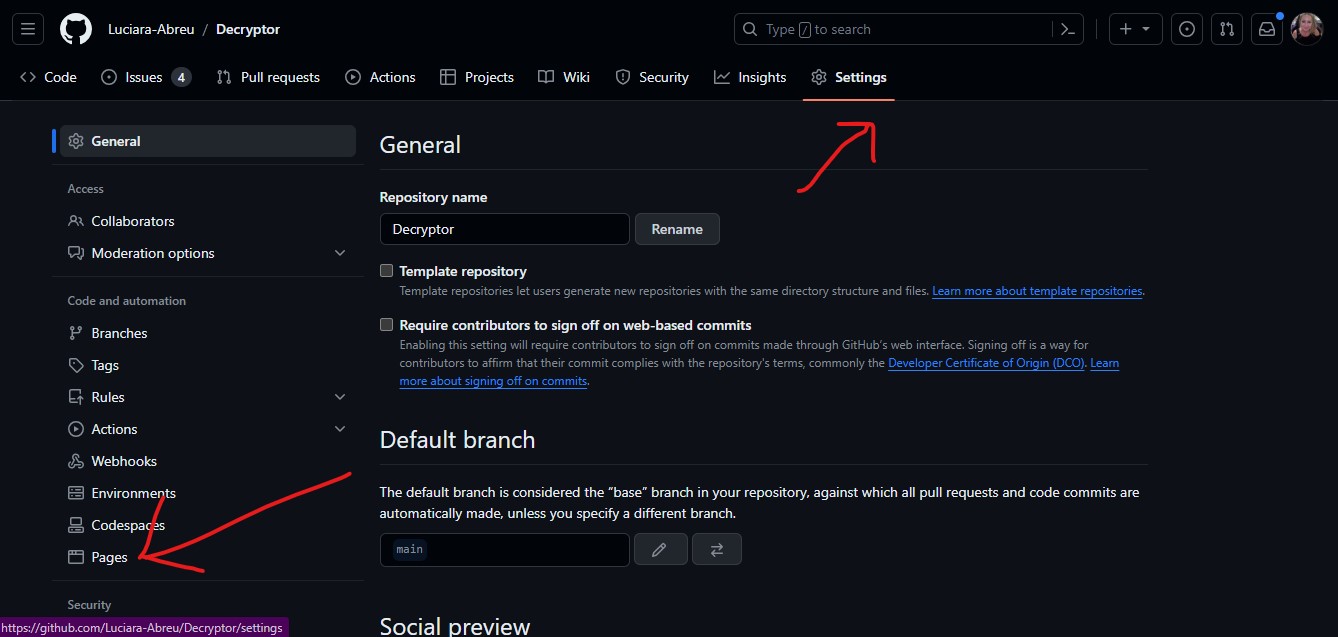 Luciara-Abreu / Decryptor
Type / to search
Code Issues 4 Pull requests Actions Projects Wiki Security Insights Settings
General
Access
Collaborators
Moderation options
Code and automation
Branches
Tags
Rules
Actions
Webhooks
Environments
Codespaces
Pages
Security
General
Repository name
Decryptor Rename
Template repository
Template repositories let users generate new repositories with the same directory structure and files. Learn more about template repositories.
Require contributors to sign off on web-based commits
Enabling this setting will require contributors to sign off on commits made through GitHub's web interface. Signing off is a way for
contributors to affirm that their commit complies with the repository's terms, commonly the Developer Certificate of Origin (DCO). Learn
more about signing off on commits.
Default branch
The default branch is considered the “base” branch in your repository, against which all pull requests and code commits are
automatically made, unless you specify a different branch.
main
Social preview
https://github.com/Luciara-Abreu/Decryptor/settings